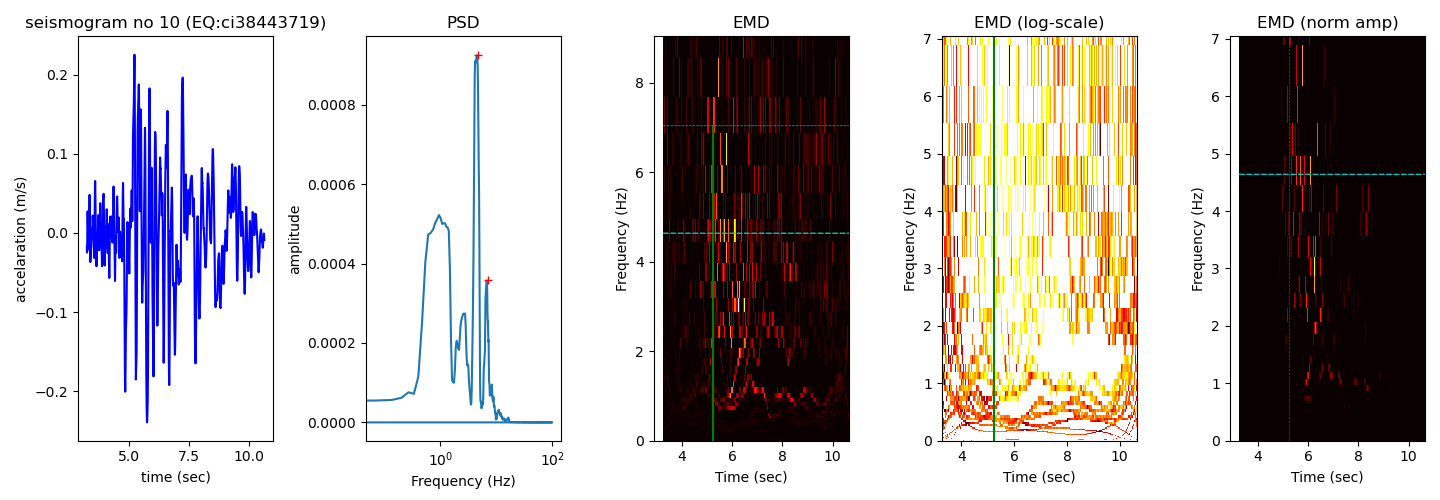 seismogram no 10 (EQ:ci38443719)
PSD
EMD
EMD (log-scale)
EMD (norm amp)
accelaration (m/s)
0.2
0.1
0.0
−0.1
−0.2
5.0 7.5 10.0
time (sec)
amplitude
0.0008
0.0006
0.0004
0.0002
0.0000
10^0 10^2
Frequency (Hz)
Frequency (Hz)
8
6
4
2
0
4 6 8 10
Time (sec)
Frequency (Hz)
7
6
5
4
3
2
1
0
4 6 8 10
Time (sec)
Frequency (Hz)
7
6
5
4
3
2
1
0
4 6 8 10
Time (sec)